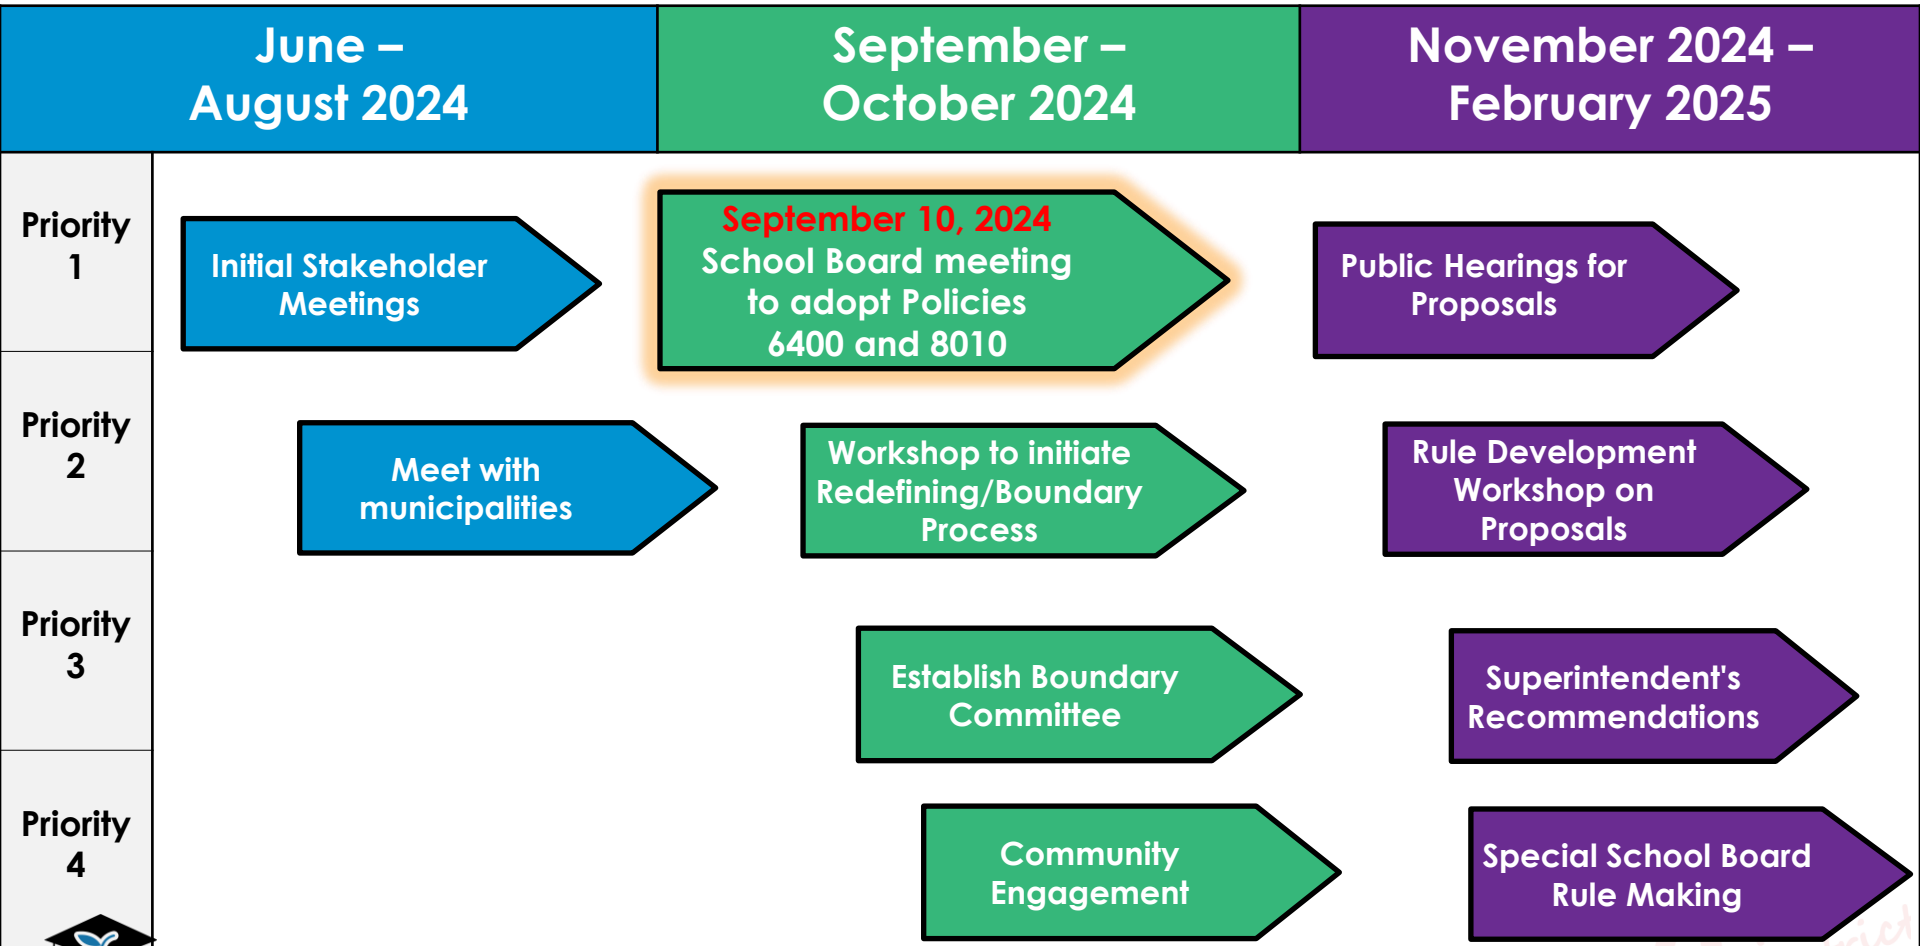 June –
August 2024
September –
October 2024
November 2024 –
February 2025
Priority
1
Initial Stakeholder
Meetings
September 10, 2024
School Board meeting
to adopt Policies
6400 and 8010
Public Hearings for
Proposals
Priority
2
Meet with
municipalities
Workshop to initiate
Redefining/Boundary
Process
Rule Development
Workshop on
Proposals
Priority
3
Establish Boundary
Committee
Superintendent's
Recommendations
Priority
4
Community
Engagement
Special School Board
Rule Making